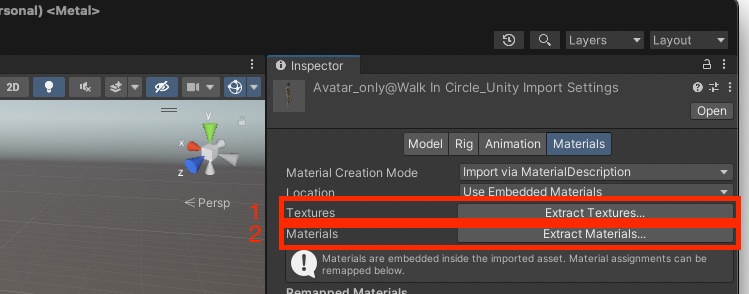 rsonal) <Metal>
Layers
Layout
Inspector
2D
Avatar_only@Walk In Circle_Unity Import Settings
Open
y
x
z
Persp
Model Rig Animation Materials
Material Creation Mode Import via MaterialDescription
Location Use Embedded Materials
1 Textures Extract Textures...
2 Materials Extract Materials...
Materials are embedded inside the imported asset. Material assignments can be
remapped below.
Remapped Materials